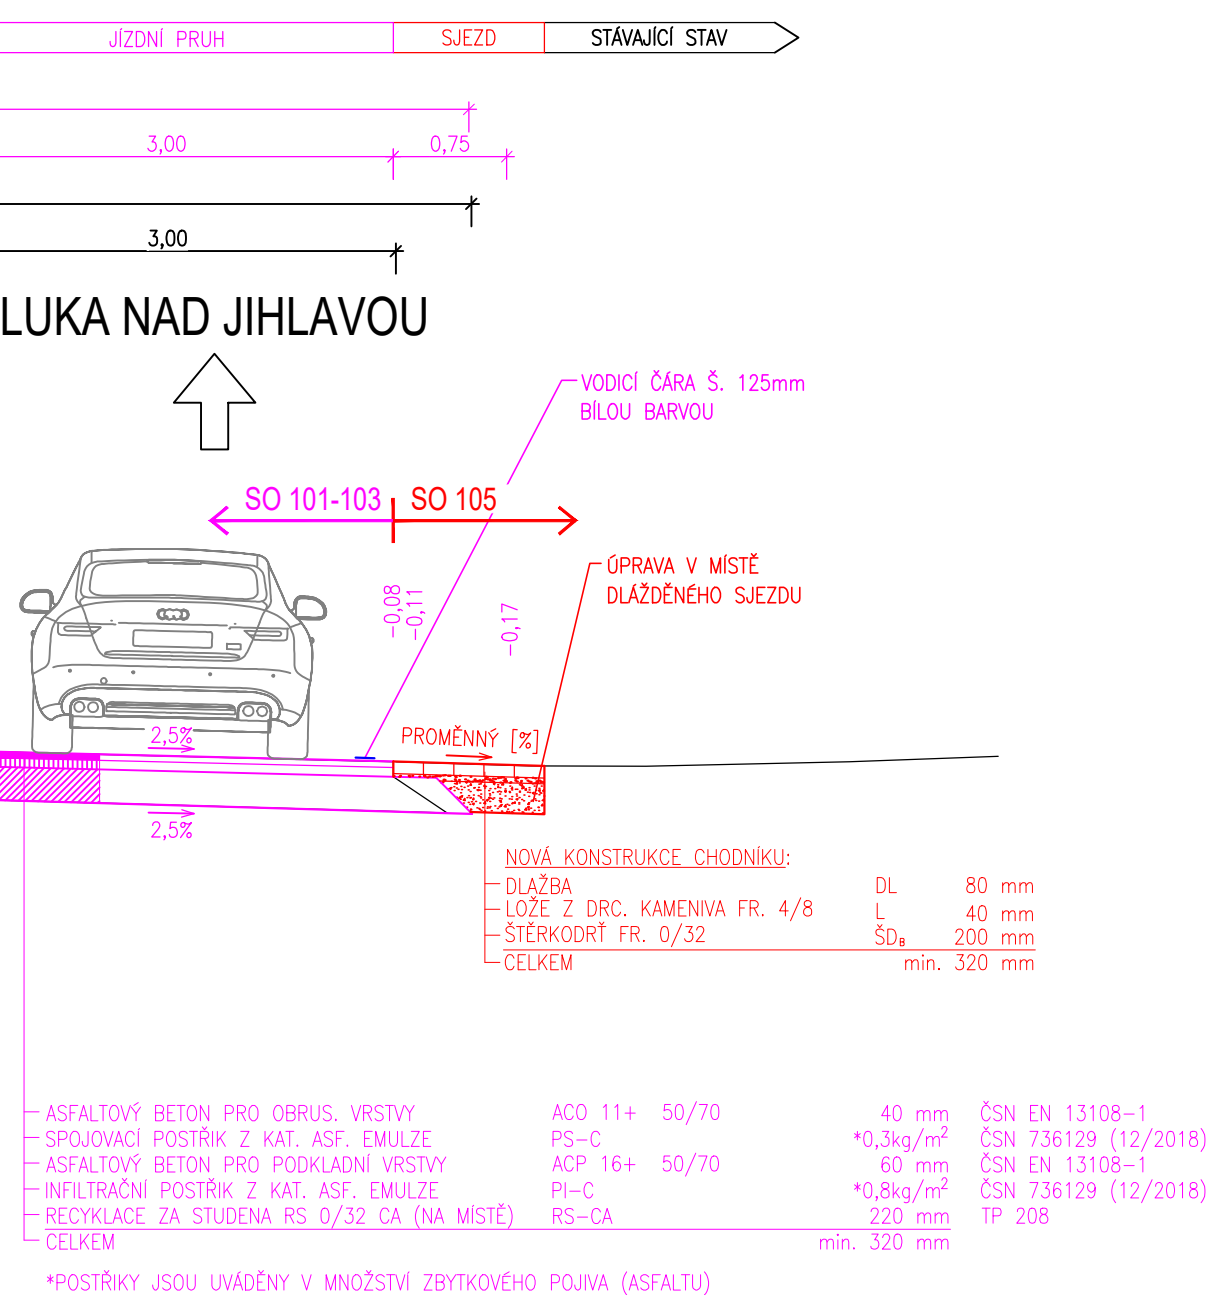 JÍZDNÍ PRUH SJEZD STÁVAJÍCÍ STAV
3,00 0,75
3,00
LUKA NAD JIHLAVOU
VODICÍ ČÁRA Š. 125mm
BÍLOU BARVOU
SO 101-103 SO 105
ÚPRAVA V MÍSTĚ
DLÁŽDĚNÉHO SJEZDU
-0,08
-0,11
-0,17
2,5%
PROMĚNNÝ [%]
2,5%
NOVÁ KONSTRUKCE CHODNÍKU:
DLAŽBA DL 80 mm
LOŽE Z DRC. KAMENIVA FR. 4/8 L 40 mm
ŠTĚRKODRŤ FR. 0/32 ŠDB 200 mm
CELKEM min. 320 mm
ASFALTOVÝ BETON PRO OBRUS. VRSTVY ACO 11+ 50/70 40 mm ČSN EN 13108-1
SPOJOVACÍ POSTŘIK Z KAT. ASF. EMULZE PS-C *0,3kg/m² ČSN 736129 (12/2018)
ASFALTOVÝ BETON PRO PODKLADNÍ VRSTVY ACP 16+ 50/70 60 mm ČSN EN 13108-1
INFILTRAČNÍ POSTŘIK Z KAT. ASF. EMULZE PI-C *0,8kg/m² ČSN 736129 (12/2018)
RECYKLACE ZA STUDENA RS 0/32 CA (NA MÍSTĚ) RS-CA 220 mm TP 208
CELKEM min. 320 mm
*POSTŘIKY JSOU UVÁDĚNY V MNOŽSTVÍ ZBYTKOVÉHO POJIVA (ASFALTU)